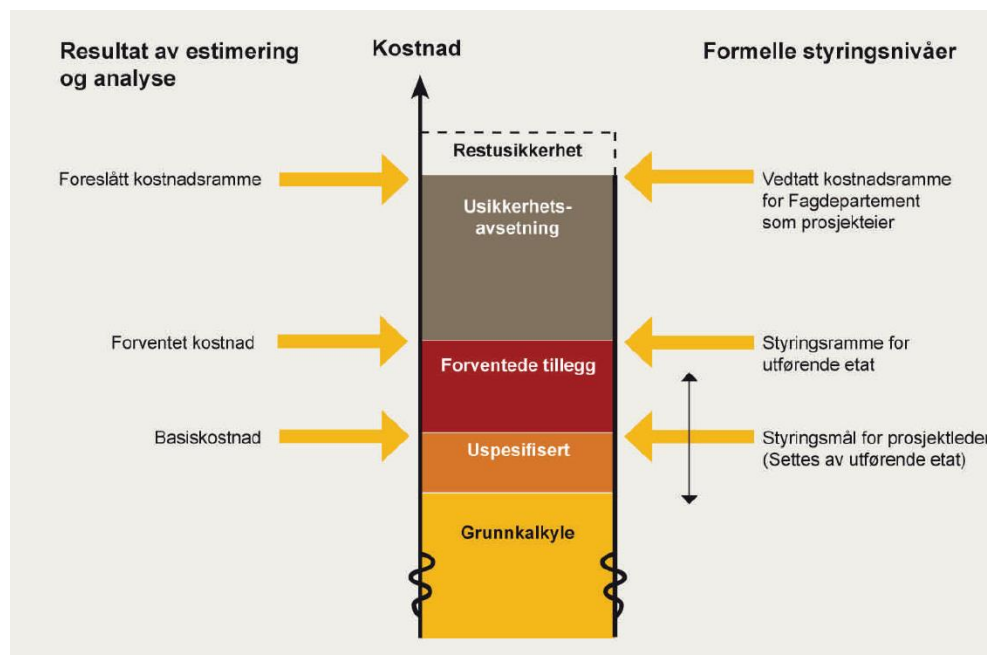 Resultat av estimering
og analyse
Kostnad
Formelle styringsnivåer
Restusikkerhet
Foreslått kostnadsramme
Vedtatt kostnadsramme
for Fagdepartement
som prosjekteier
Usikkerhets-
avsetning
Forventet kostnad
Styringsramme for
utførende etat
Forventede tillegg
Basiskostnad
Styringsmål for prosjektleder
(Settes av utførende etat)
Uspesifisert
Grunnkalkyle